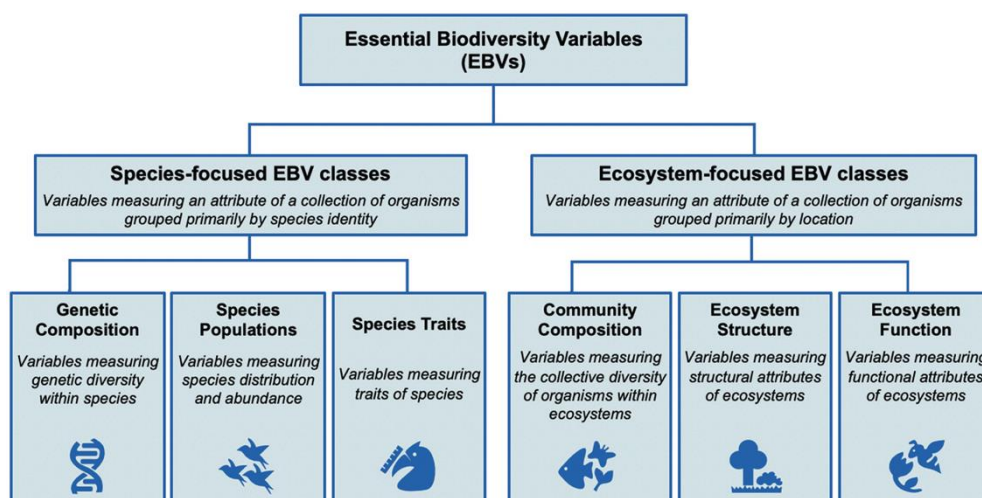 Essential Biodiversity Variables
(EBVs)
Species-focused EBV classes
Variables measuring an attribute of a collection of organisms
grouped primarily by species identity
Ecosystem-focused EBV classes
Variables measuring an attribute of a collection of organisms
grouped primarily by location
Genetic
Composition
Variables measuring
genetic diversity
within species
Species
Populations
Variables measuring
species distribution
and abundance
Species Traits
Variables measuring
traits of species
Community
Composition
Variables measuring
the collective diversity
of organisms within
ecosystems
Ecosystem
Structure
Variables measuring
structural attributes
of ecosystems
Ecosystem
Function
Variables measuring
functional attributes
of ecosystems